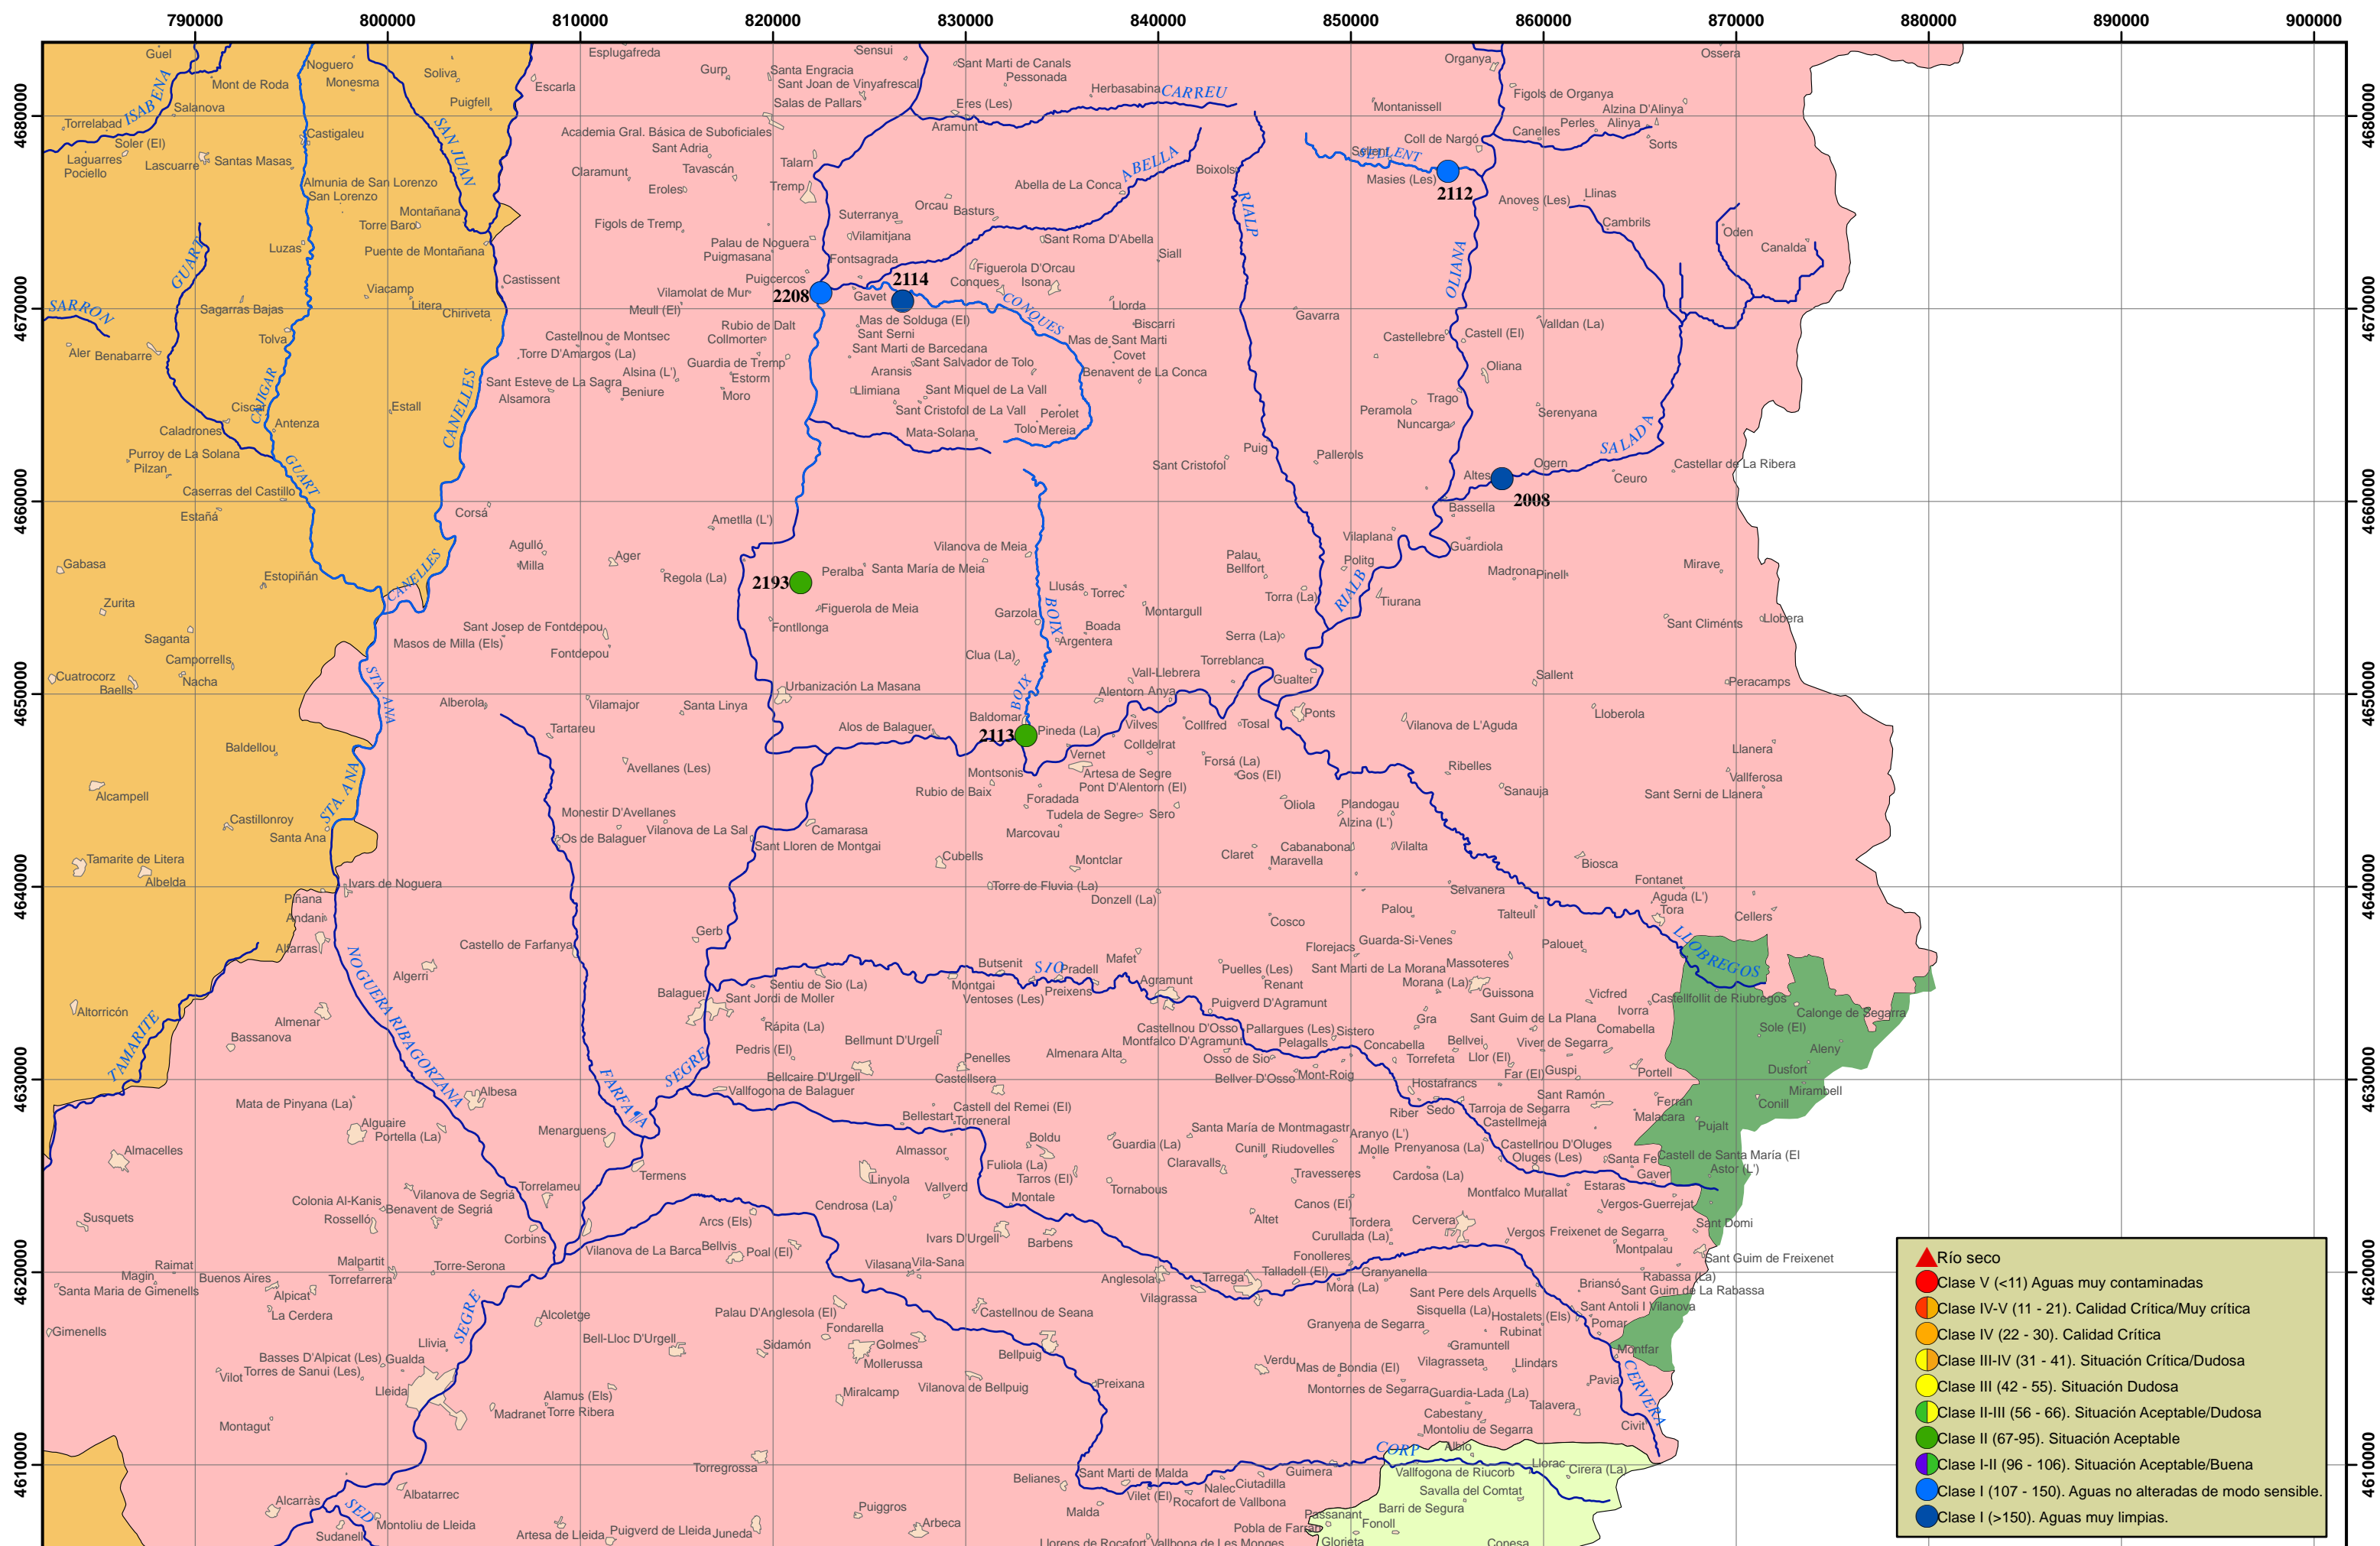 790000 800000 810000 820000 830000 840000 850000 860000 870000 880000 890000 900000
4680000
4670000
4660000
4650000
4640000
4630000
4620000
4610000
4680000
4670000
4660000
4650000
4640000
4630000
4620000
4610000
Guel
Noguero
Monesma
Soliva
Esplugafreda
Gurp
Santa Engracia
Sensui
Sant Joan de Vinyafrescal
Salas de Pallars
Sant Marti de Canals
Pessonada
Herbasabina
CARREU
Organya
Ossera
Mont de Roda
Puigfell
Escarla
Eres (Les)
Aramunt
Montanissell
Figols de Organya
Alzina D'Alinya
ISABENA
Salanova
Torrelabad
Soler (El)
Castigaleu
SAN JUAN
Academia Gral. Básica de Suboficiales
Sant Adria
Talarn
Coll de Nargó
Canelles
Perles
Alinya
Sorts
Laguarres
Pociello
Lascuarre
Santas Masas
Claramunt
Tavascán
Eroles
Tremp
ABELLA
Abella de La Conca
Boixols
SELLENT
Masies (Les)
2112
Almunia de San Lorenzo
San Lorenzo
Montañana
Torre Baro
Figols de Tremp
Suterranya
Orcau
Basturs
RIALP
Anoves (Les)
Llinas
Cambrils
GUART
Luzas
Puente de Montañana
Palau de Noguera
Puigmasana
Vilamitjana
Fontsagrada
Sant Roma D'Abella
Siall
OLIANA
Oden
Canalda
SARRON
Viacamp
Litera
Castissent
Puigcercos
Vilamolat de Mur
2208
2114
Gavet
Figuerola D'Orcau
Conques
Isona
CONQUES
Llorda
Gavarra
Sagarras Bajas
Chiriveta
Meull (El)
Mas de Solduga (El)
Biscarri
Valldan (La)
Aler
Benabarre
Tolva
Castellnou de Montsec
Torre D'Amargos (La)
Rubio de Dalt
Collmorter
Sant Serni
Sant Marti de Barcedana
Mas de Sant Marti
Covet
Castellebre
Castell (El)
CAJIGAR
CANELLES
Sant Esteve de La Sagra
Alsamora
Alsina (L')
Beniure
Guardia de Tremp
Estorm
Moro
Aransis
Sant Salvador de Tolo
Llimiana
Sant Miquel de La Vall
Benavent de La Conca
Oliana
Ciscar
Estall
Antenza
Caladrones
Sant Cristofol de La Vall
Perolet
Tolo
Mereia
Mata-Solana
Peramola
Nuncarga
Trago
Serenyana
SALADA
Purroy de La Solana
Pilzan
GUART
Caserras del Castillo
Estañá
Corsá
Sant Cristofol
Puig
Pallerols
Altes
Ogern
Ceuro
Castellar de La Ribera
2008
Bassella
Ametlla (L')
Vilanova de Meia
Vilaplana
Guardiola
Gabasa
Estopiñán
CANELLES
Agulló
Milla
Ager
Regola (La)
2193
Peralba
Santa María de Meia
Palau
Bellfort
Politg
RIALB
Madrona
Pinell
Mirave
Zurita
Figuerola de Meia
Llusás
Torrec
Garzola
BOIX
Montargull
Torra (La)
Tiurana
Saganta
Camporrells
Masos de Milla (Els)
Sant Josep de Fontdepou
Fontdepou
Fontllonga
Boada
Argentera
Serra (La)
Sant Climénts
Llobera
Cuatrocorz
Baells
Nacha
STA. ANA
Clua (La)
Vall-Llebrera
Torreblanca
Gualter
Sallent
Peracamps
Alberola
Vilamajor
Santa Linya
Urbanización La Masana
BOIX
Alentorn
Anya
Ponts
Lloberola
Tartareu
Alos de Balaguer
Baldomar
2113
Pineda (La)
Vilves
Collfred
Tosal
Vilanova de L'Aguda
Baldellou
Avellanes (Les)
Vernet
Colldelrat
Llanera
Alcampell
STA. ANA
Montsonis
Rubio de Baix
Artesa de Segre
Pont D'Alentorn (El)
Forsá (La)
Gos (El)
Ribelles
Vallferosa
Sant Serni de Llanera
Castillonroy
Santa Ana
Monestir D'Avellanes
Os de Balaguer
Vilanova de La Sal
Camarasa
Sant Lloren de Montgai
Foradada
Tudela de Segre
Sero
Marcovau
Oliola
Plandogau
Alzina (L')
Sanauja
Tamarite de Litera
Albelda
Ivars de Noguera
Cubells
Montclar
Claret
Cabanabona
Maravella
Vilalta
Biosca
Piñana
Andani
Alfarras
Torre de Fluvia (La)
Donzell (La)
Selvanera
Fontanet
Aguda (L')
Tora
Cellers
NOGUERA RIBAGORZANA
Castello de Farfanya
Gerb
Cosco
Palou
Talteull
LLOBREGOS
Algerri
Butsenit
SIO
Pradell
Mafet
Florejacs
Guarda-Si-Venes
Palouet
Altorricón
Almenar
Bassanova
Balaguer
Sentiu de Sio (La)
Sant Jordi de Moller
Montgai
Ventoses (Les)
Preixens
Agramunt
Puelles (Les)
Renant
Sant Marti de La Morana
Morana (La)
Massoteres
Guissona
Vicfred
Ivorra
Castellfollit de Riubregos
Calonge de Segarra
TAMARITE
Rápita (La)
Bellmunt D'Urgell
Puigverd D'Agramunt
Castellnou D'Osso
Montfalco D'Agramunt
Pallargues (Les)
Pelagalls
Sistero
Gra
Sant Guim de La Plana
Comabella
Sole (El)
Aleny
Pedris (El)
SEGRE
Penelles
Almenara Alta
Osso de Sio
Concabella
Torrefeta
Bellvei
Llor (El)
Viver de Segarra
Portell
Dusfort
Mirambell
Albesa
Bellcaire D'Urgell
Vallfogona de Balaguer
Castellsera
Bellver D'Osso
Mont-Roig
Hostafrancs
Far (El)
Guspi
Sant Ramón
Ferran
Conill
Mata de Pinyana (La)
Alguaire
Portella (La)
FARFA¶A
Menarguens
Bellestart
Castell del Remei (El)
Torreneral
Riber
Sedo
Tarroja de Segarra
Castellmeja
Malacara
Pujalt
Almacelles
Termens
Almassor
Boldu
Guardia (La)
Santa María de Montmagastr
Cunill
Riudovelles
Aranyo (L')
Molle
Prenyanosa (La)
Castellnou D'Oluges
Oluges (Les)
Santa Fe
Castell de Santa María (El
Astor (L')
Linyola
Fuliola (La)
Tarros (El)
Claravalls
Travesseres
Cardosa (La)
Gaver
Estaras
Colonia Al-Kanis
Vilanova de Segriá
Benavent de Segriá
Torrelameu
Vallverd
Montale
Tornabous
Montfalco Murallat
Vergos-Guerrejat
Susquets
Rosselló
Corbins
Arcs (Els)
Cendrosa (La)
Altet
Canos (El)
Tordera
Cervera
Curullada (La)
Vergos
Freixenet de Segarra
Sant Domi
Raimat
Malpartit
Vilanova de La Barca
Bellvis
Poal (El)
Ivars D'Urgell
Barbens
Fonolleres
Montpalau
Sant Guim de Freixenet
Magin
Santa Maria de Gimenells
Buenos Aires
Torrefarrera
Torre-Serona
Vilasana
Vila-Sana
Anglesola
Tarrega
Talladell (El)
Mora (La)
Granyanella
Briansó
Rabassa (La)
Sant Guim de La Rabassa
Alpicat
La Cerdera
SEGRE
Alcoletge
Palau D'Anglesola (El)
Castellnou de Seana
Vilagrassa
Sant Pere dels Arquells
Sisquella (La)
Hostalets (Els)
Sant Antoli I Vilanova
Pomar
Gimenells
Llivia
Bell-Lloc D'Urgell
Sidamón
Fondarella
Golmes
Mollerussa
Bellpuig
Granyena de Segarra
Rubinat
Gramuntell
Montfar
Basses D'Alpicat (Les)
Gualda
Torres de Sanui (Les)
Vilot
Lleida
Alamus (Els)
Miralcamp
Vilanova de Bellpuig
Preixana
Verdu
Mas de Bondia (El)
Vilagrasseta
Llindars
Pavia
CERVERA
Montagut
Madranet
Torre Ribera
Montornes de Segarra
Guardia-Lada (La)
Cabestany
Montoliu de Segarra
Talavera
Civit
Torregrossa
Belianes
Sant Marti de Malda
CORP
Guimera
Albio
Vallfogona de Riucorb
Llorac
Cirera (La)
Alcarràs
SED
Albatarrec
Puiggros
Malda
Vilet (El)
Nalec
Ciutadilla
Rocafort de Vallbona
Savalla del Comtat
Barri de Segura
Sudanell
Montoliu de Lleida
Artesa de Lleida
Puigverd de Lleida
Juneda
Arbeca
Passanant
Pobla de Farran
Fonoll
Llorens de Rocafort
Vallbona de Les Monges
Glorieta
Conesa
Río seco
Clase V (<11) Aguas muy contaminadas
Clase IV-V (11 - 21). Calidad Crítica/Muy crítica
Clase IV (22 - 30). Calidad Crítica
Clase III-IV (31 - 41). Situación Crítica/Dudosa
Clase III (42 - 55). Situación Dudosa
Clase II-III (56 - 66). Situación Aceptable/Dudosa
Clase II (67-95). Situación Aceptable
Clase I-II (96 - 106). Situación Aceptable/Buena
Clase I (107 - 150). Aguas no alteradas de modo sensible.
Clase I (>150). Aguas muy limpias.